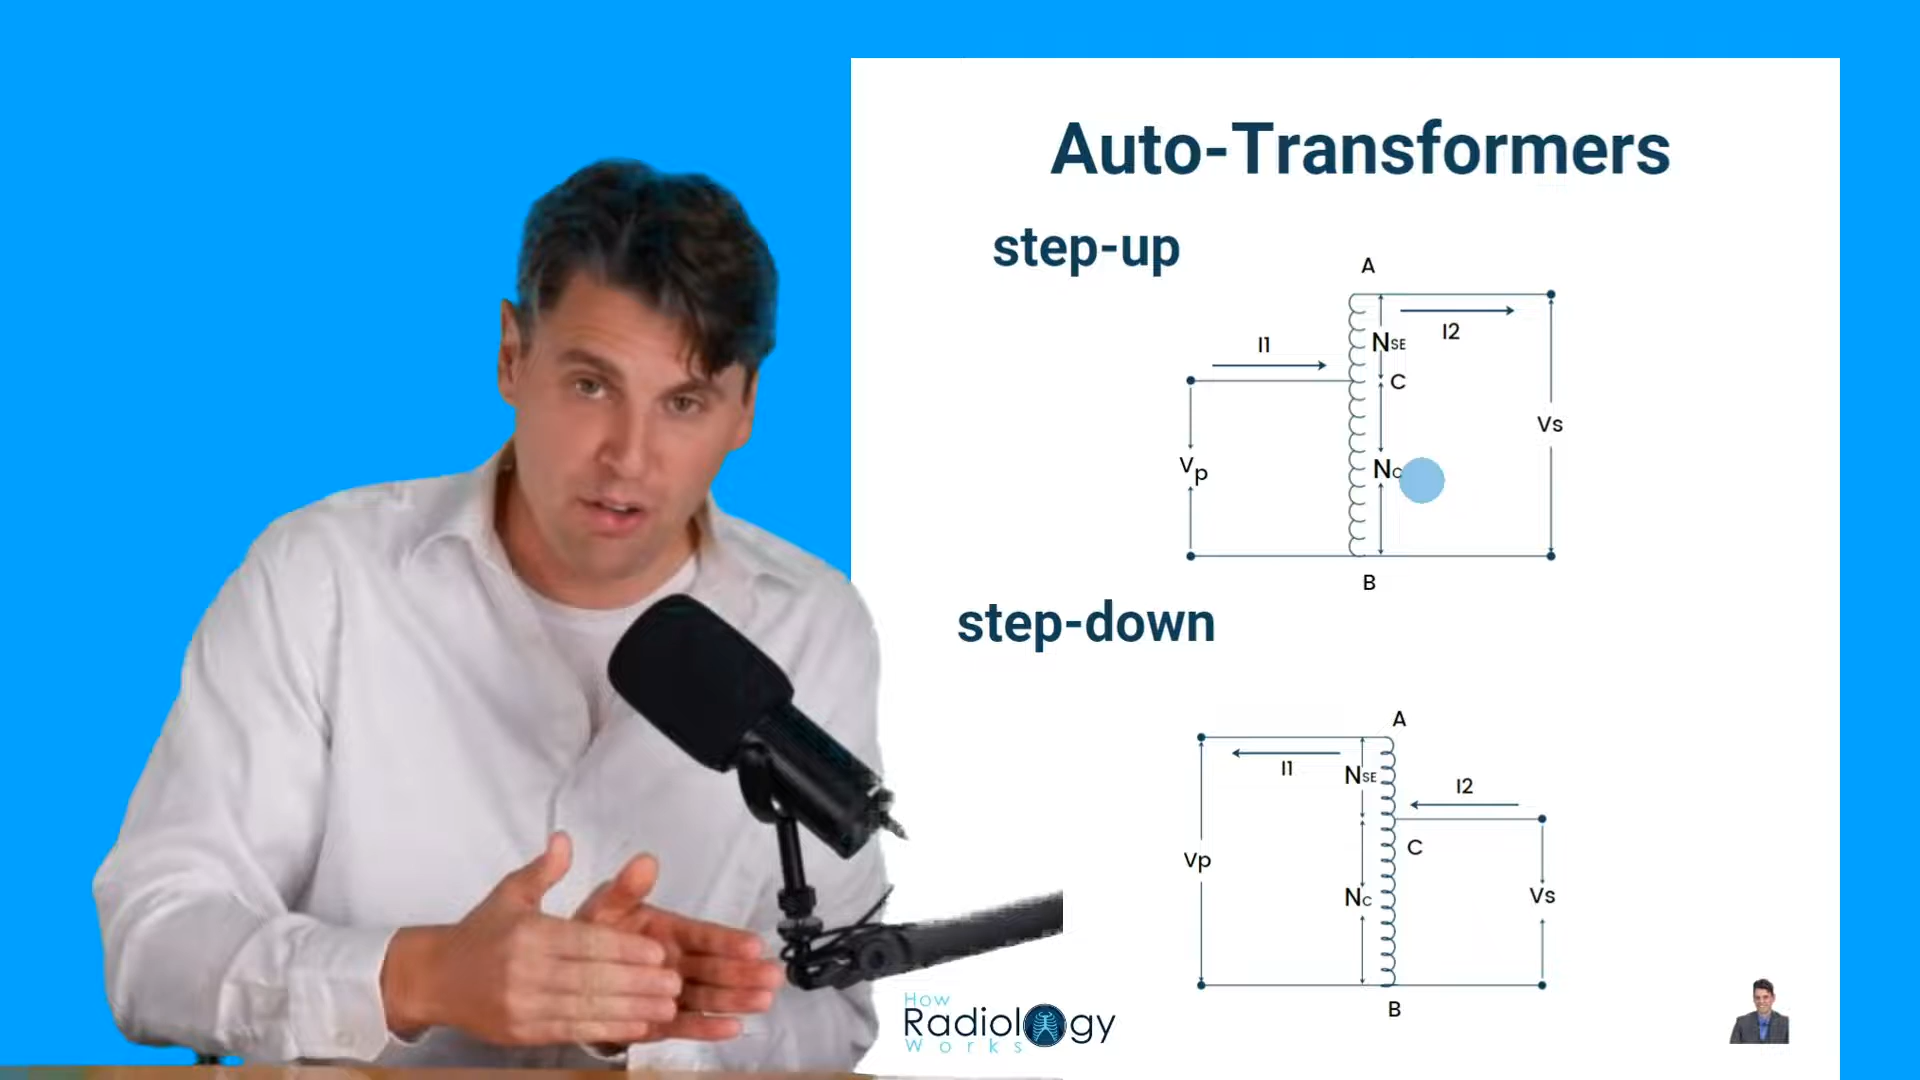 Auto-Transformers
step-up
A
I1
I2
NSE
C
Vs
Vp
NC
B
step-down
A
I1
NSE
I2
C
Vp
NC
Vs
B
How
Radiology
Works